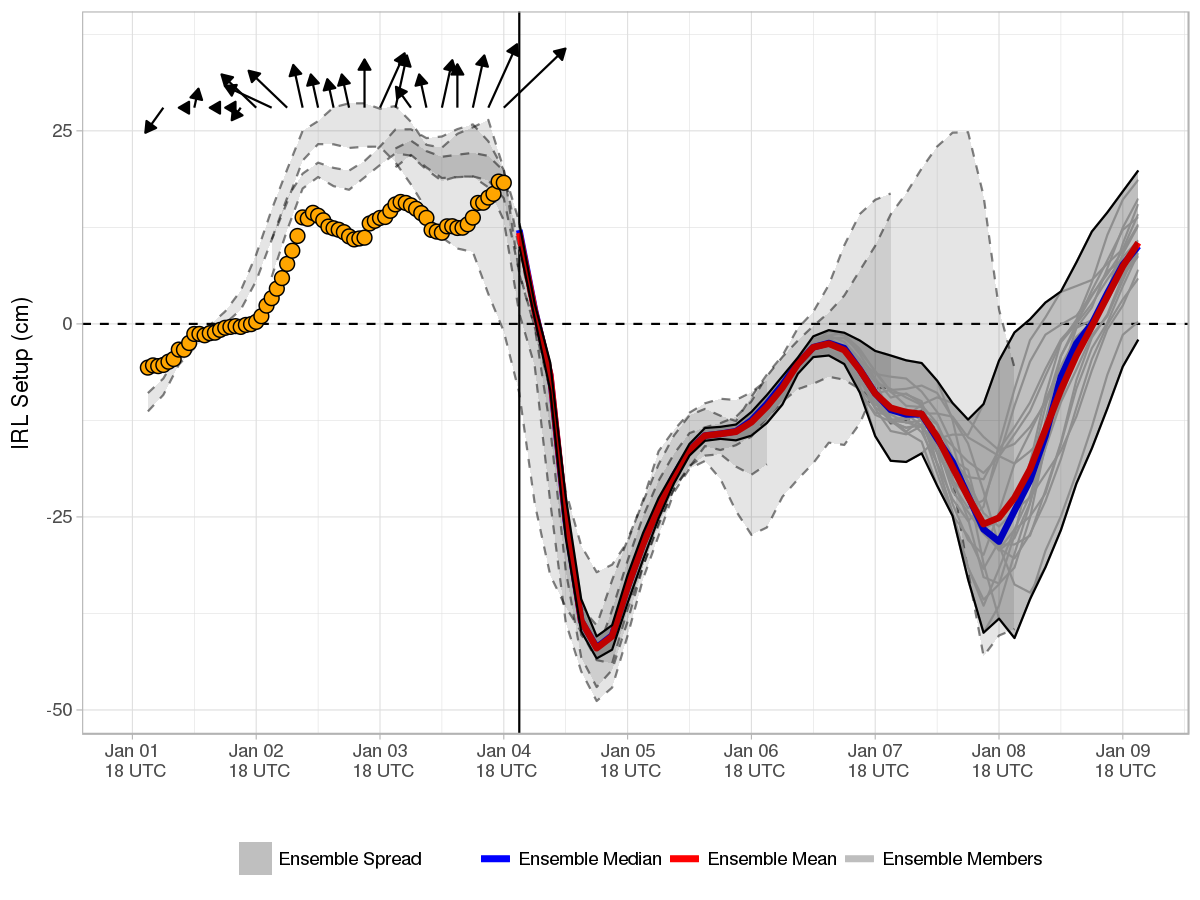 IRL Setup (cm)
25
0
-25
-50
Jan 01 Jan 02 Jan 03 Jan 04 Jan 05 Jan 06 Jan 07 Jan 08 Jan 09
18 UTC 18 UTC 18 UTC 18 UTC 18 UTC 18 UTC 18 UTC 18 UTC 18 UTC
Ensemble Spread Ensemble Median Ensemble Mean Ensemble Members